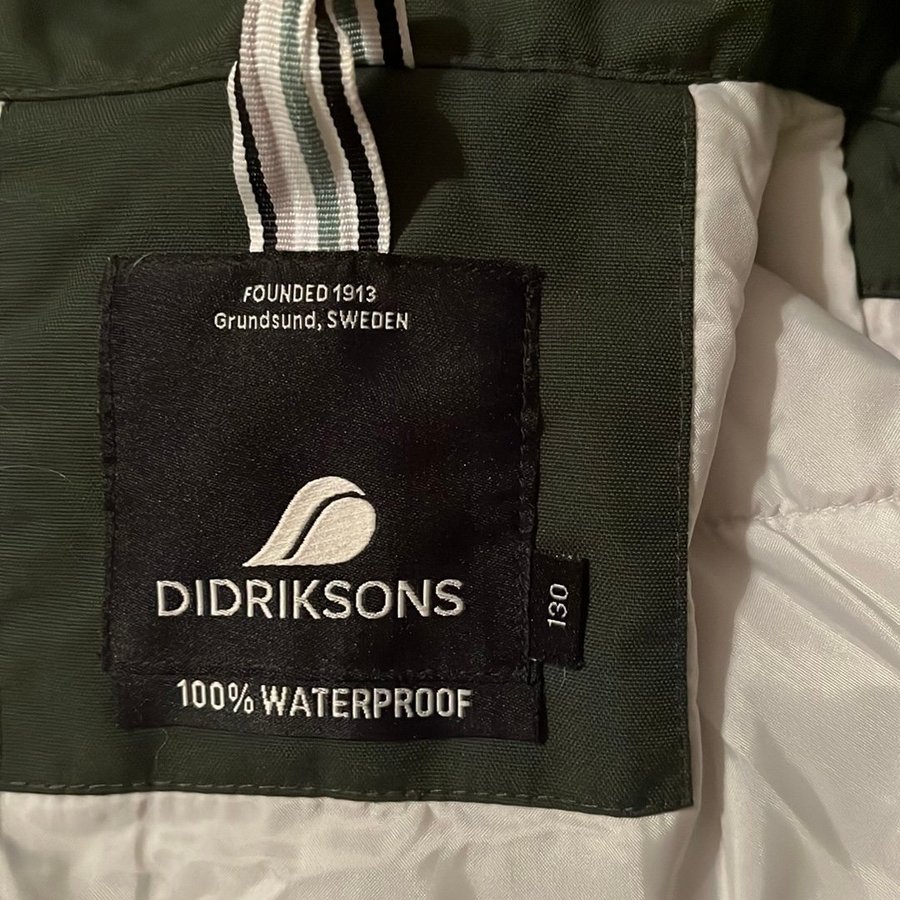 FOUNDED 1913
Grundsund, SWEDEN
DIDRIKSONS
130
100% WATERPROOF